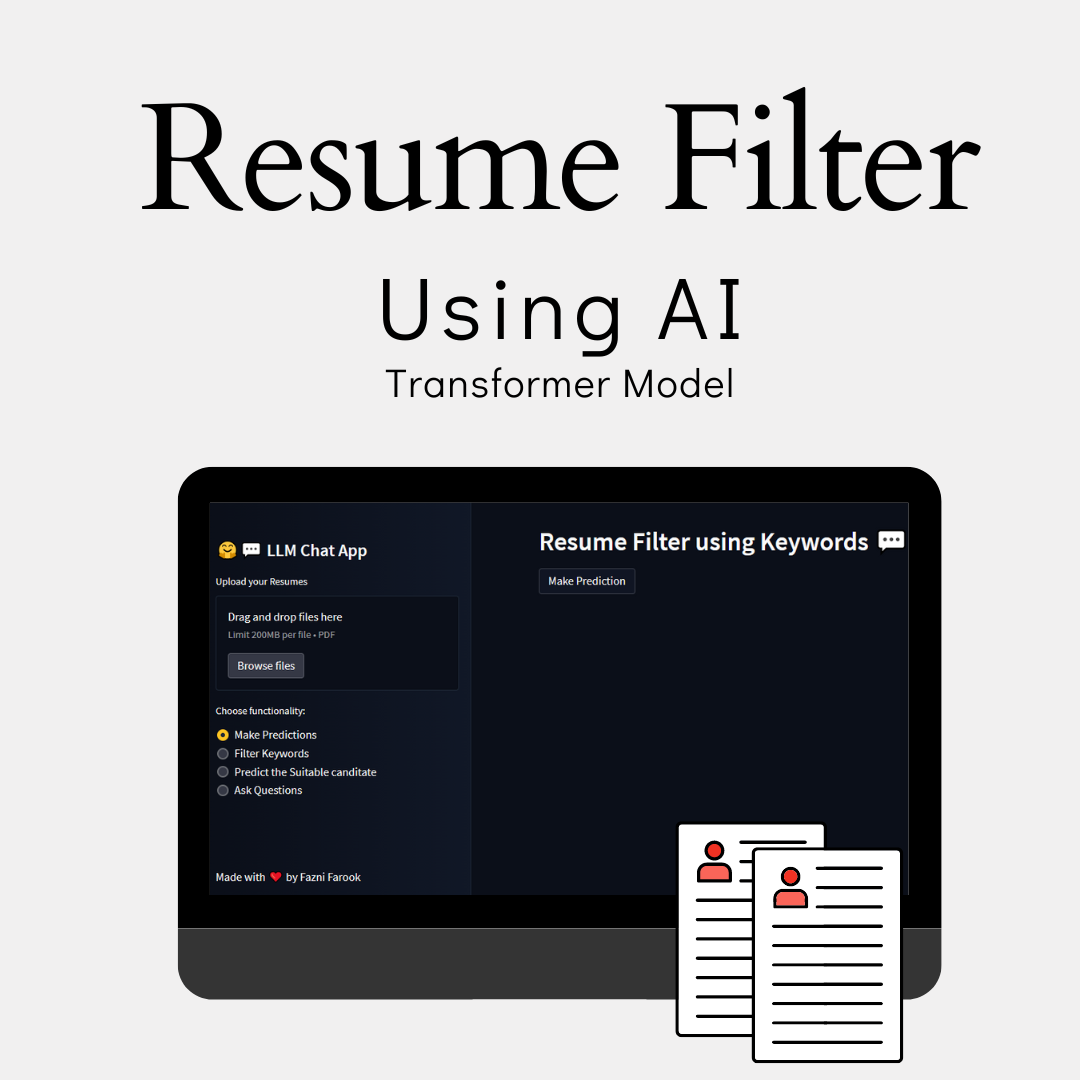 Resume Filter
Using AI
Transformer Model
🤗💬 LLM Chat App
Upload your Resumes
Drag and drop files here
Limit 200MB per file • PDF
Browse files
Choose functionality:
Make Predictions
Filter Keywords
Predict the Suitable canditate
Ask Questions
Made with ❤️ by Fazni Farook
Resume Filter using Keywords 💬
Make Prediction